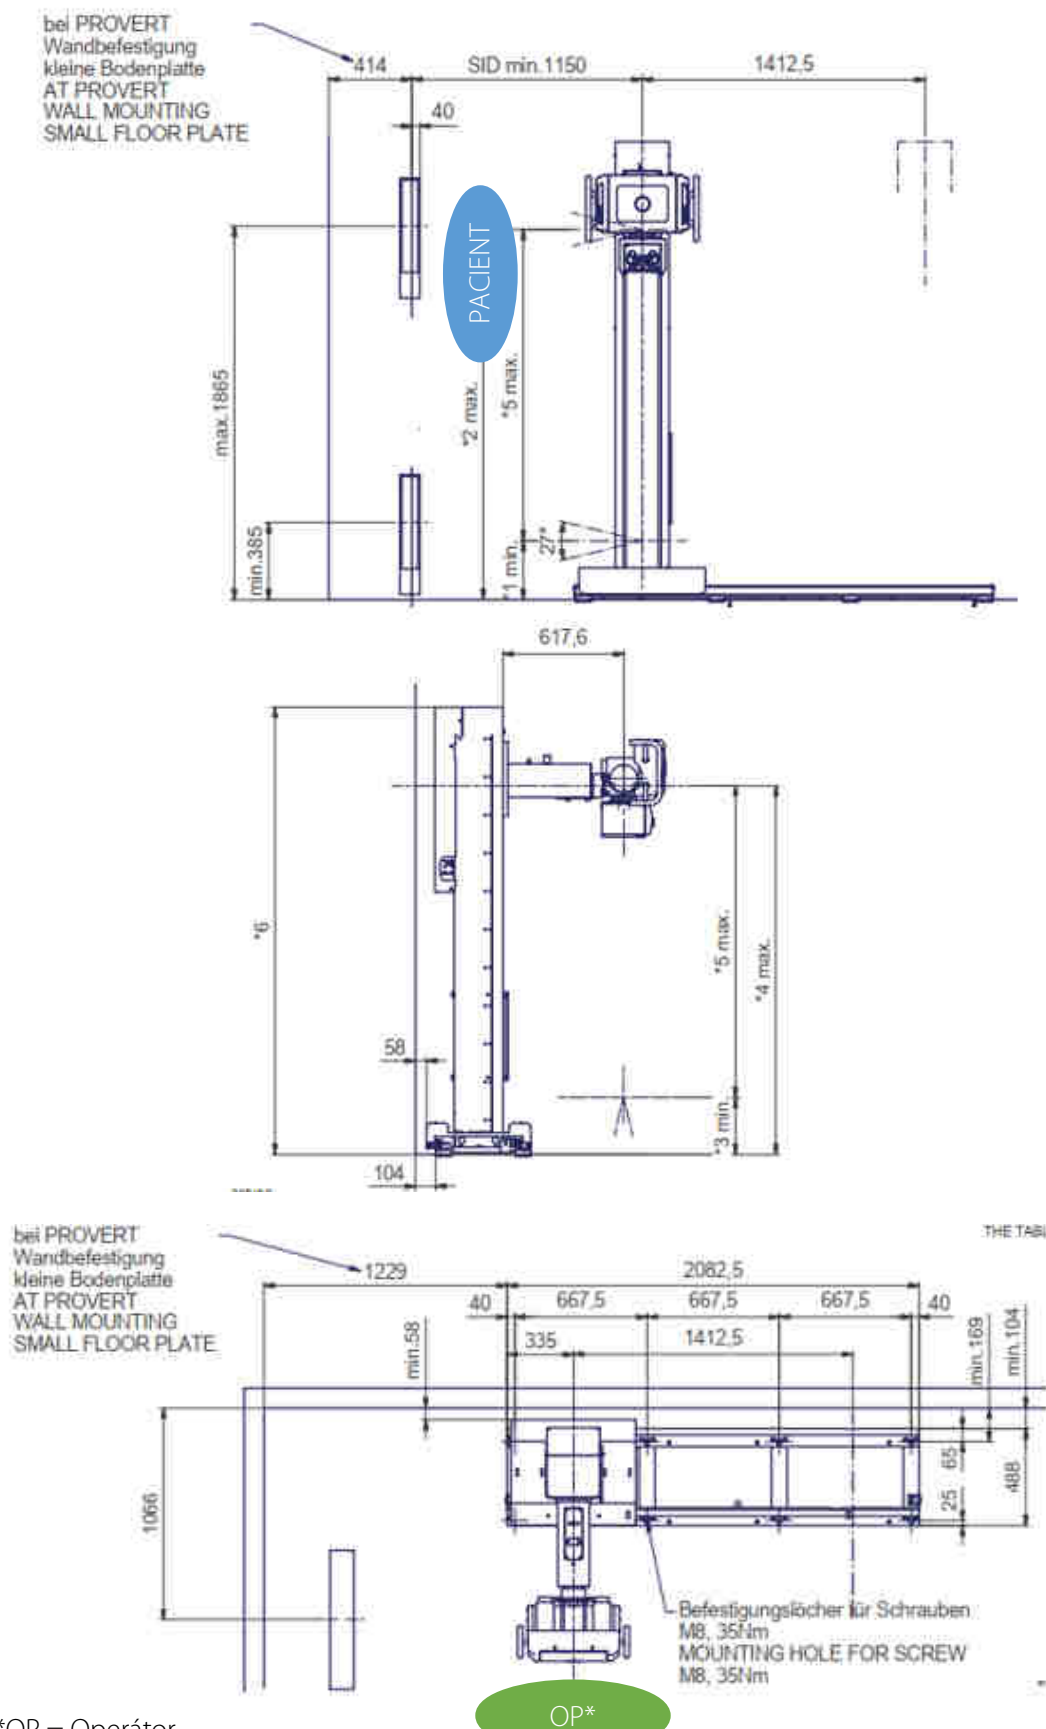 bei PROVERT
Wandbefestigung
kleine Bodenplatte
AT PROVERT
WALL MOUNTING
SMALL FLOOR PLATE
414
SID min.1150
1412,5
40
PACIENT
max.1865
*2 max.
*5 max.
min.385
*1 min.
27°
617,6
*6
*5 max.
*4 max.
58
*3 min.
104
bei PROVERT
Wandbefestigung
kleine Bodenplatte
AT PROVERT
WALL MOUNTING
SMALL FLOOR PLATE
THE TABL
1229
2082,5
40
667,5
667,5
667,5
40
min.58
335
1412,5
min.169
min.104
1066
65
25
488
Befestigungslöcher für Schrauben
M8, 35Nm
MOUNTING HOLE FOR SCREW
M8, 35Nm
OP*
*OP – Operátor